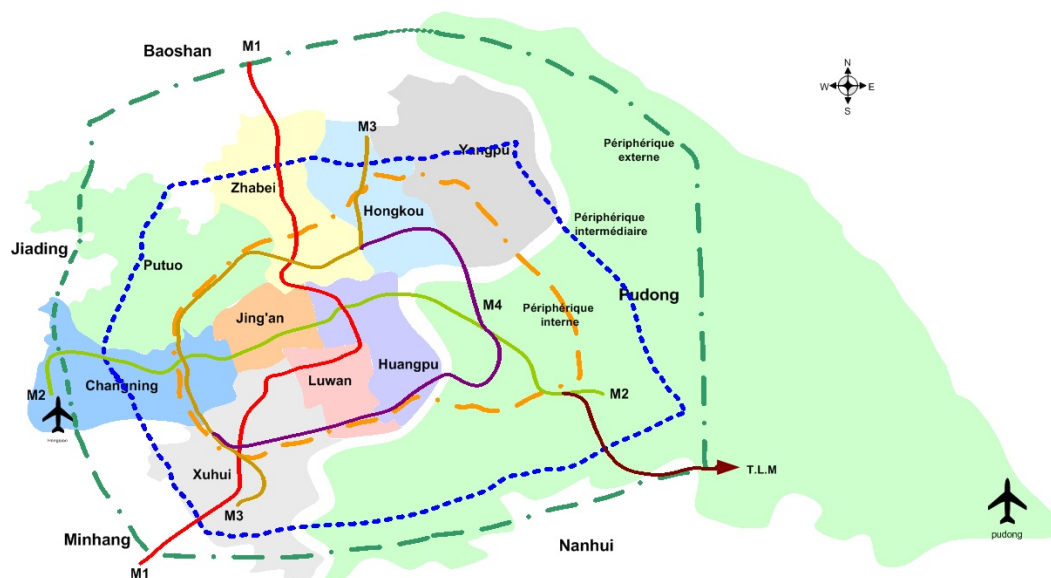 Baoshan
M1
N
W E
S
M3
Yangpu
Périphérique
externe
Zhabei
Hongkou
Périphérique
intermédiaire
Jiading
Putuo
Pudong
M4
Périphérique
interne
Jing'an
Huangpu
Luwan
Changning
M2
M2
Xuhui
T.L.M
M3
Minhang
Nanhui
pudong
M1